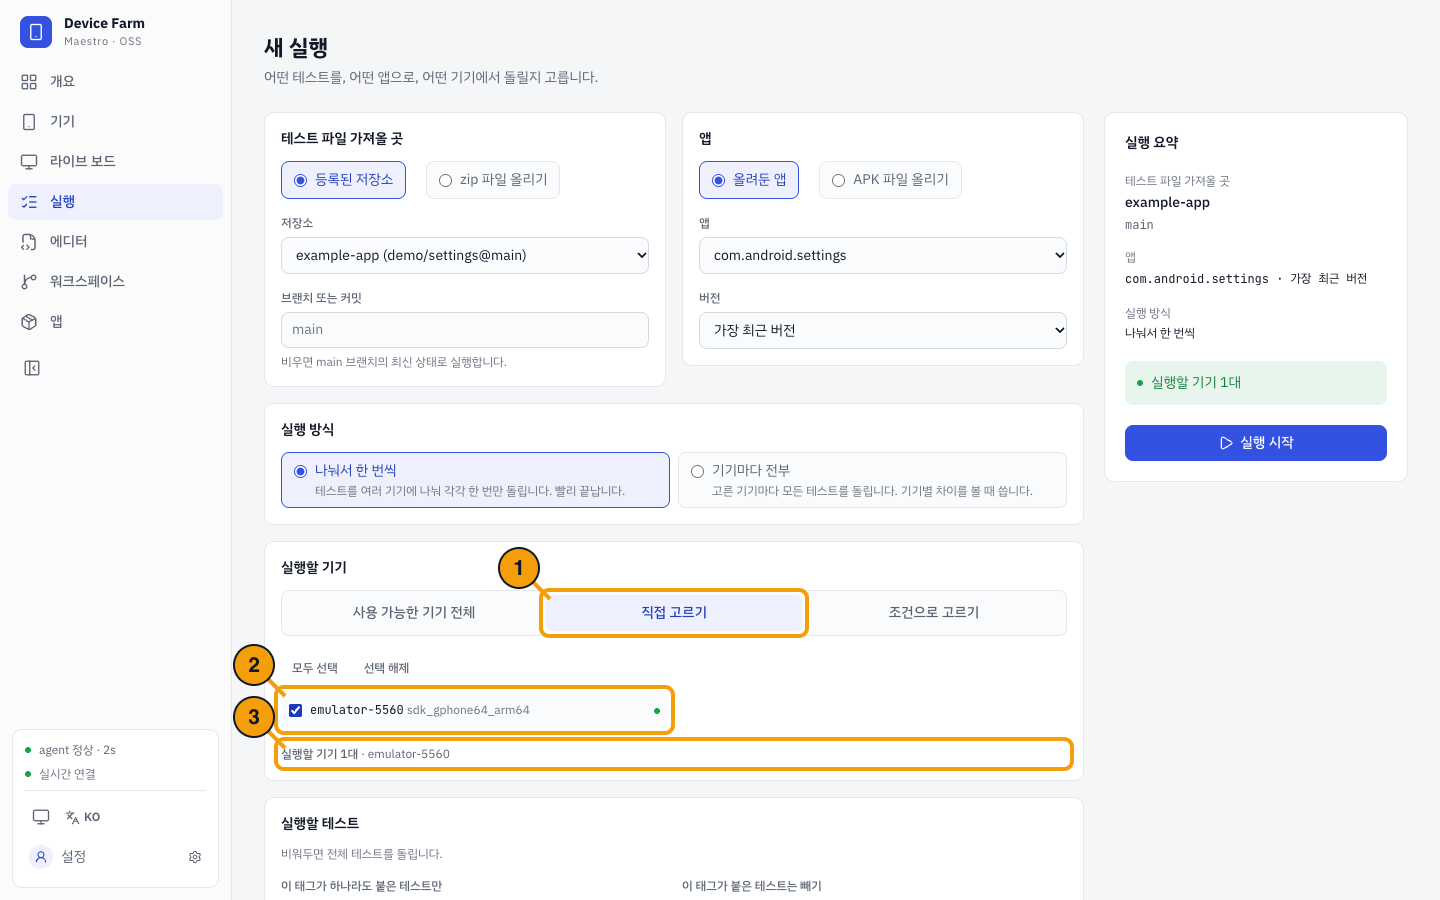 Device Farm
Maestro · OSS
개요
기기
라이브 보드
실행
에디터
워크스페이스
앱
agent 정상 · 2s
실시간 연결
KO
설정
새 실행
어떤 테스트를, 어떤 앱으로, 어떤 기기에서 돌릴지 고릅니다.
테스트 파일 가져올 곳
등록된 저장소
zip 파일 올리기
저장소
example-app (demo/settings@main)
브랜치 또는 커밋
main
비우면 main 브랜치의 최신 상태로 실행합니다.
앱
올려둔 앱
APK 파일 올리기
앱
com.android.settings
버전
가장 최근 버전
실행 방식
나눠서 한 번씩
테스트를 여러 기기에 나눠 각각 한 번만 돌립니다. 빨리 끝납니다.
기기마다 전부
고른 기기마다 모든 테스트를 돌립니다. 기기별 차이를 볼 때 씁니다.
실행할 기기
1
사용 가능한 기기 전체
직접 고르기
조건으로 고르기
2
모두 선택
선택 해제
emulator-5560 sdk_gphone64_arm64
3
실행할 기기 1대 · emulator-5560
실행할 테스트
비워두면 전체 테스트를 돌립니다.
이 태그가 하나라도 붙은 테스트만
이 태그가 붙은 테스트는 빼기
실행 요약
테스트 파일 가져올 곳
example-app
main
앱
com.android.settings · 가장 최근 버전
실행 방식
나눠서 한 번씩
실행할 기기 1대
실행 시작